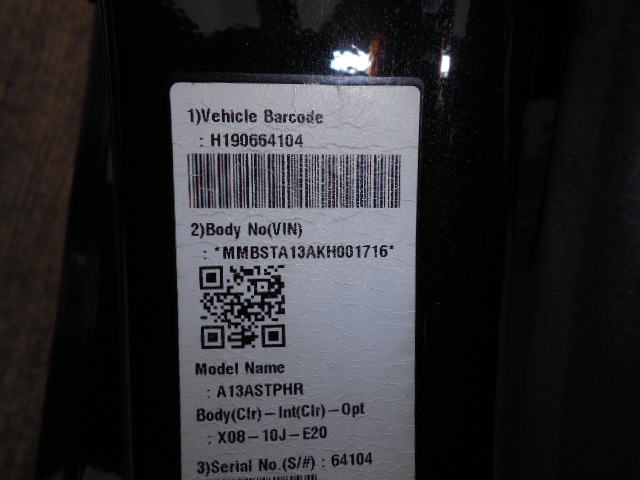 1)Vehicle Barcode
: H190664104
2)Body No(VIN)
: *MMBSTA13AKH001716*
Model Name
: A13ASTPHR
Body(Clr)-Int(Clr)-Opt
: X08-10J-E20
3)Serial No.(S/#) : 64104